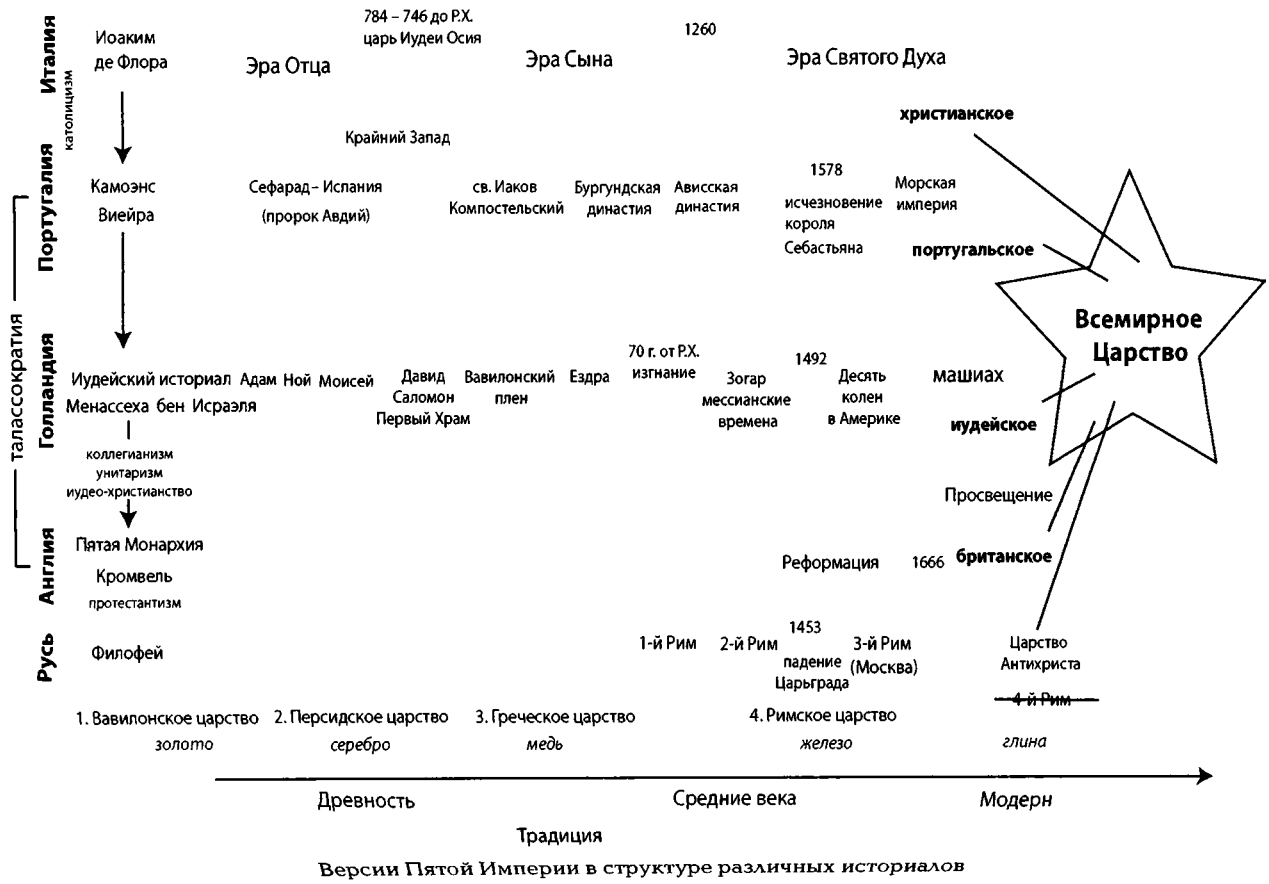 Италия
католицизм
Иоаким
де Флора
784 – 746 до Р.Х.
царь Иудеи Осия
1260
Эра Отца
Эра Сына
Эра Святого Духа
христианское
Крайний Запад
талассократия
Португалия
Камоэнс
Виейра
Сефарад – Испания
(пророк Авдий)
св. Иаков
Компостельский
Бургундская
династия
Ависская
династия
1578
исчезновение
короля
Себастьяна
Морская
империя
португальское
Всемирное
Царство
Голландия
Иудейский историал
Менассеха бен Исраэля
Адам
Ной
Моисей
Давид
Саломон
Первый Храм
Вавилонский
плен
Ездра
70 г. от Р.Х.
изгнание
Зогар
мессианские
времена
1492
Десять
колен
в Америке
машиах
иудейское
коллегианизм
унитаризм
иудео-христианство
Просвещение
Англия
Пятая Монархия
Кромвель
протестантизм
Реформация
1666
британское
Русь
Филофей
1-й Рим
2-й Рим
1453
падение
Царьграда
3-й Рим
(Москва)
Царство
Антихриста
4-й Рим
1. Вавилонское царство
золото
2. Персидское царство
серебро
3. Греческое царство
медь
4. Римское царство
железо
глина
Древность
Средние века
Модерн
Традиция
Версии Пятой Империи в структуре различных историалов